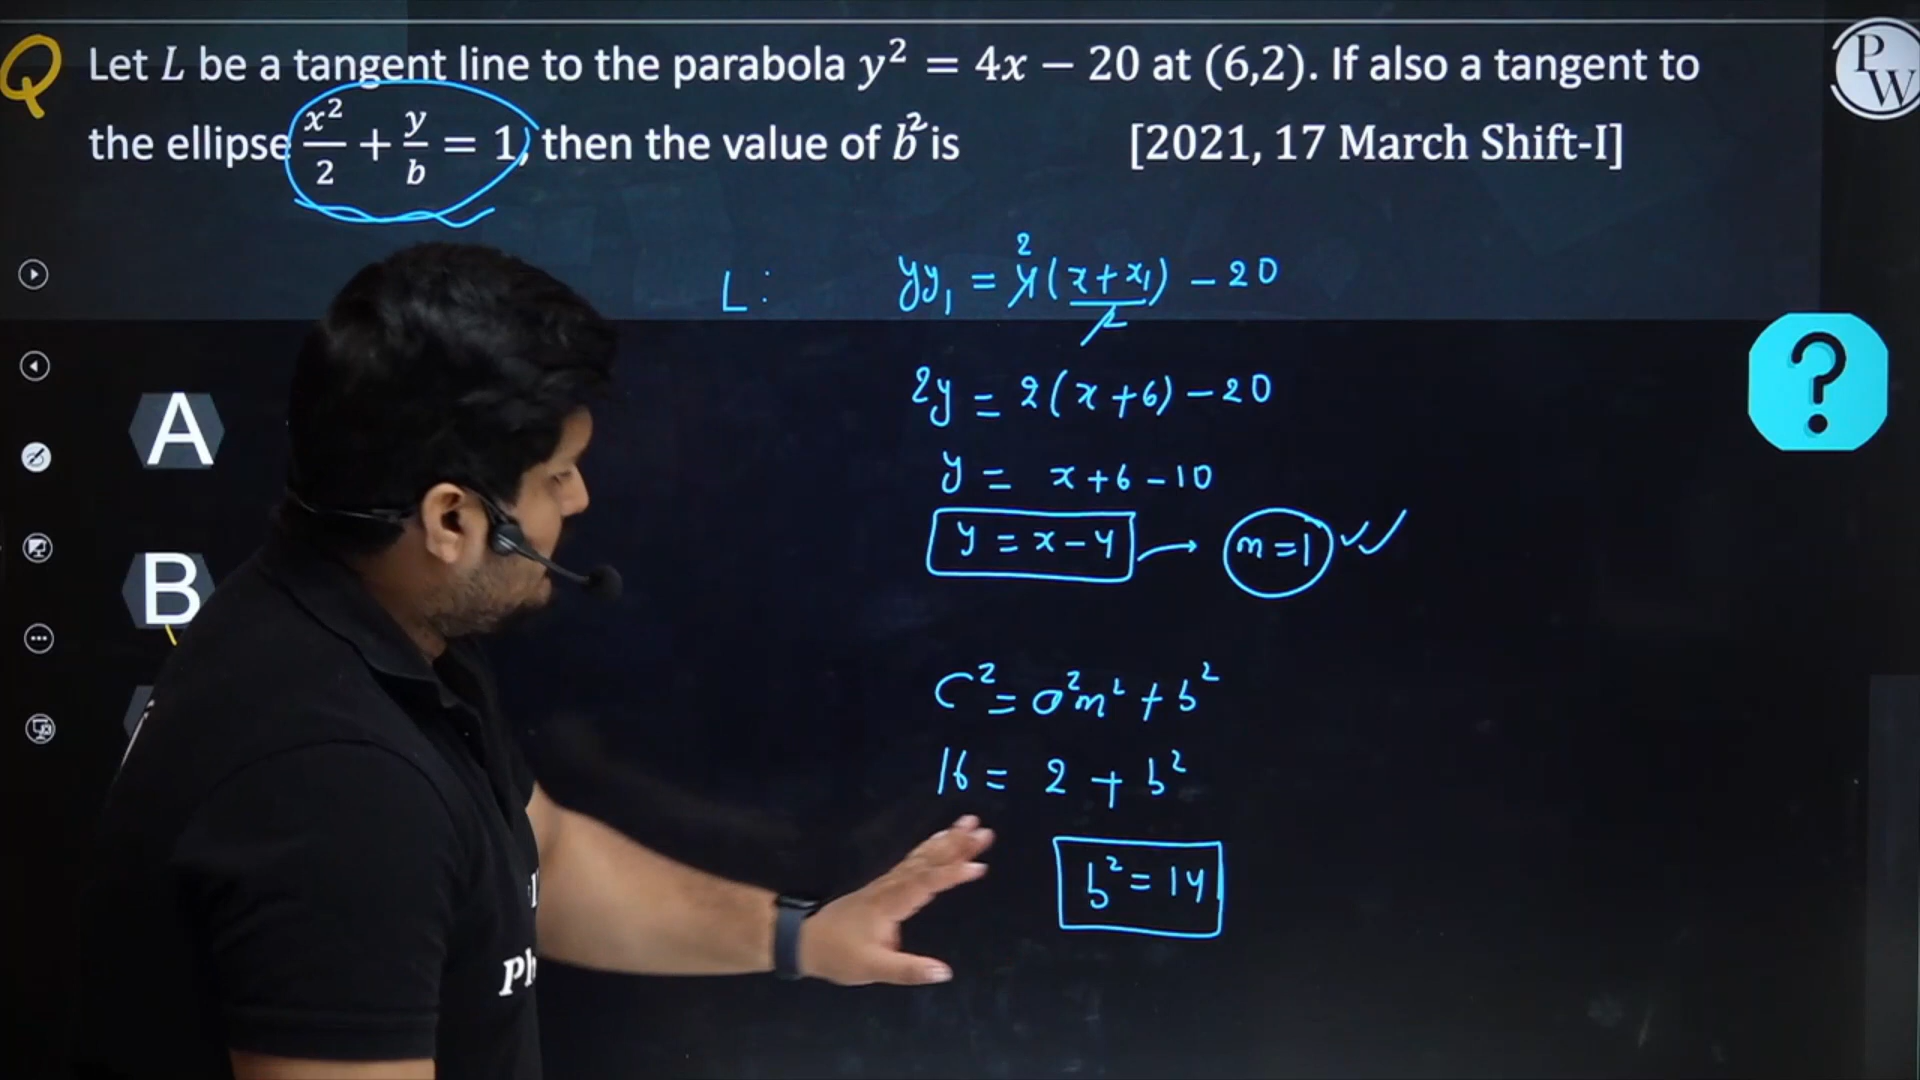 Q Let L be a tangent line to the parabola y² = 4x − 20 at (6,2). If also a tangent to
the ellipse x²/2 + y/b = 1, then the value of b² is [2021, 17 March Shift-I]
PW
L: yy₁ = 4(x+x₁)/2 − 20
2
?
2y = 2(x+6) − 20
A
y = x+6−10
y = x−4 → m=1
B
c² = a²m² + b²
16 = 2 + b²
b² = 14